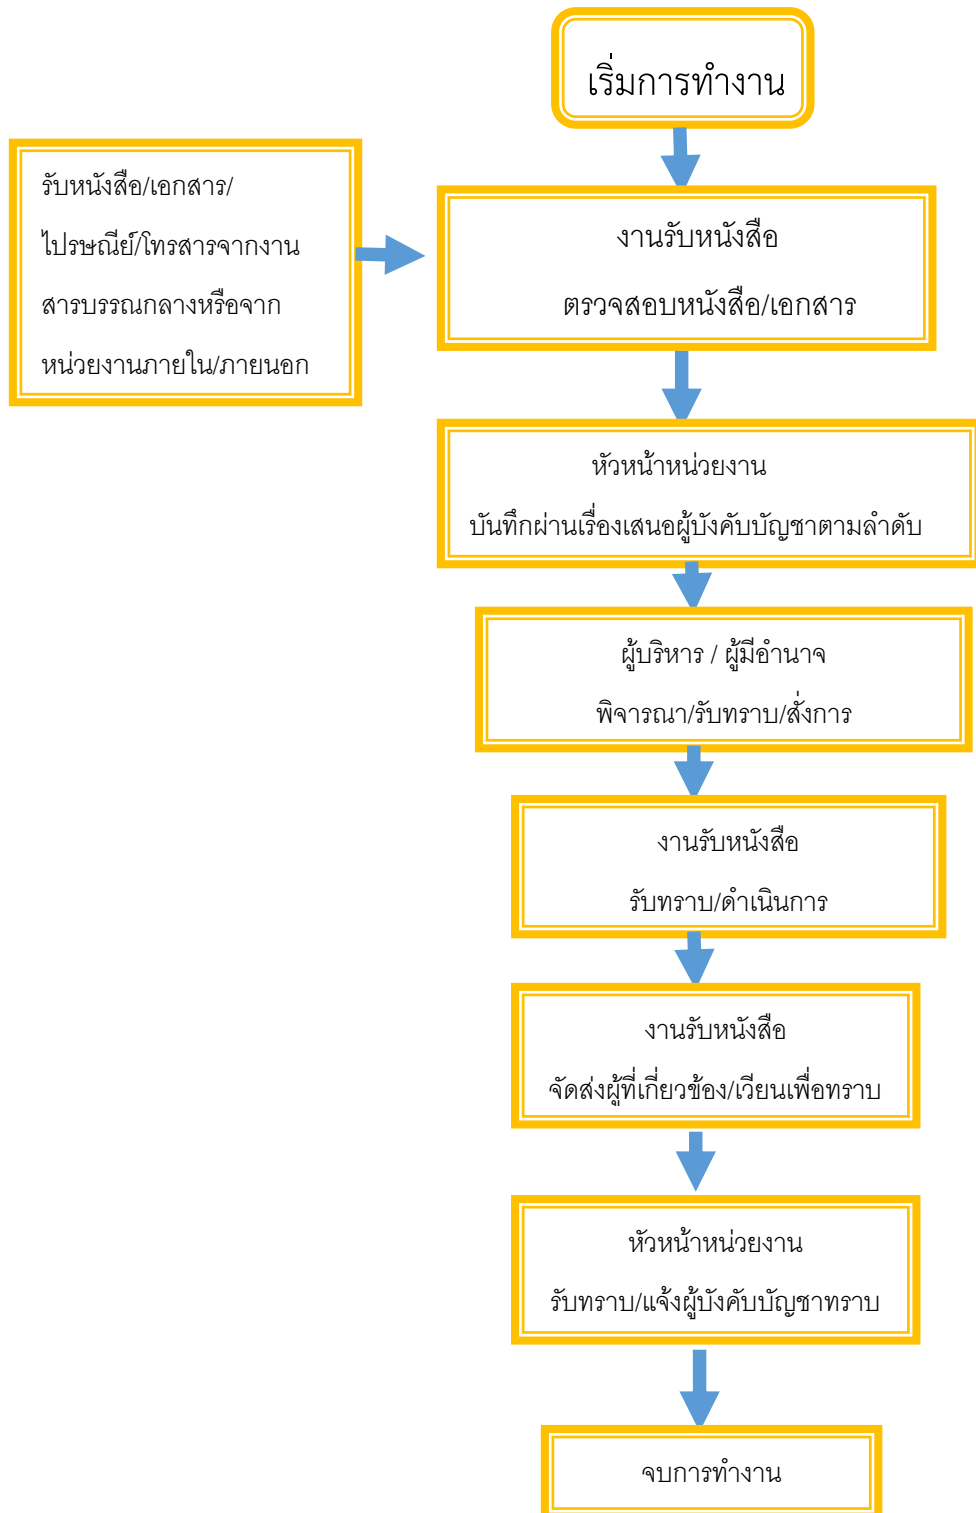 เริ่มการทำงาน
รับหนังสือ/เอกสาร/
ไปรษณีย์/โทรสารจากงาน
สารบรรณกลางหรือจาก
หน่วยงานภายใน/ภายนอก
งานรับหนังสือ
ตรวจสอบหนังสือ/เอกสาร
หัวหน้าหน่วยงาน
บันทึกผ่านเรื่องเสนอผู้บังคับบัญชาตามลำดับ
ผู้บริหาร / ผู้มีอำนาจ
พิจารณา/รับทราบ/สั่งการ
งานรับหนังสือ
รับทราบ/ดำเนินการ
งานรับหนังสือ
จัดส่งผู้ที่เกี่ยวข้อง/เวียนเพื่อทราบ
หัวหน้าหน่วยงาน
รับทราบ/แจ้งผู้บังคับบัญชาทราบ
จบการทำงาน